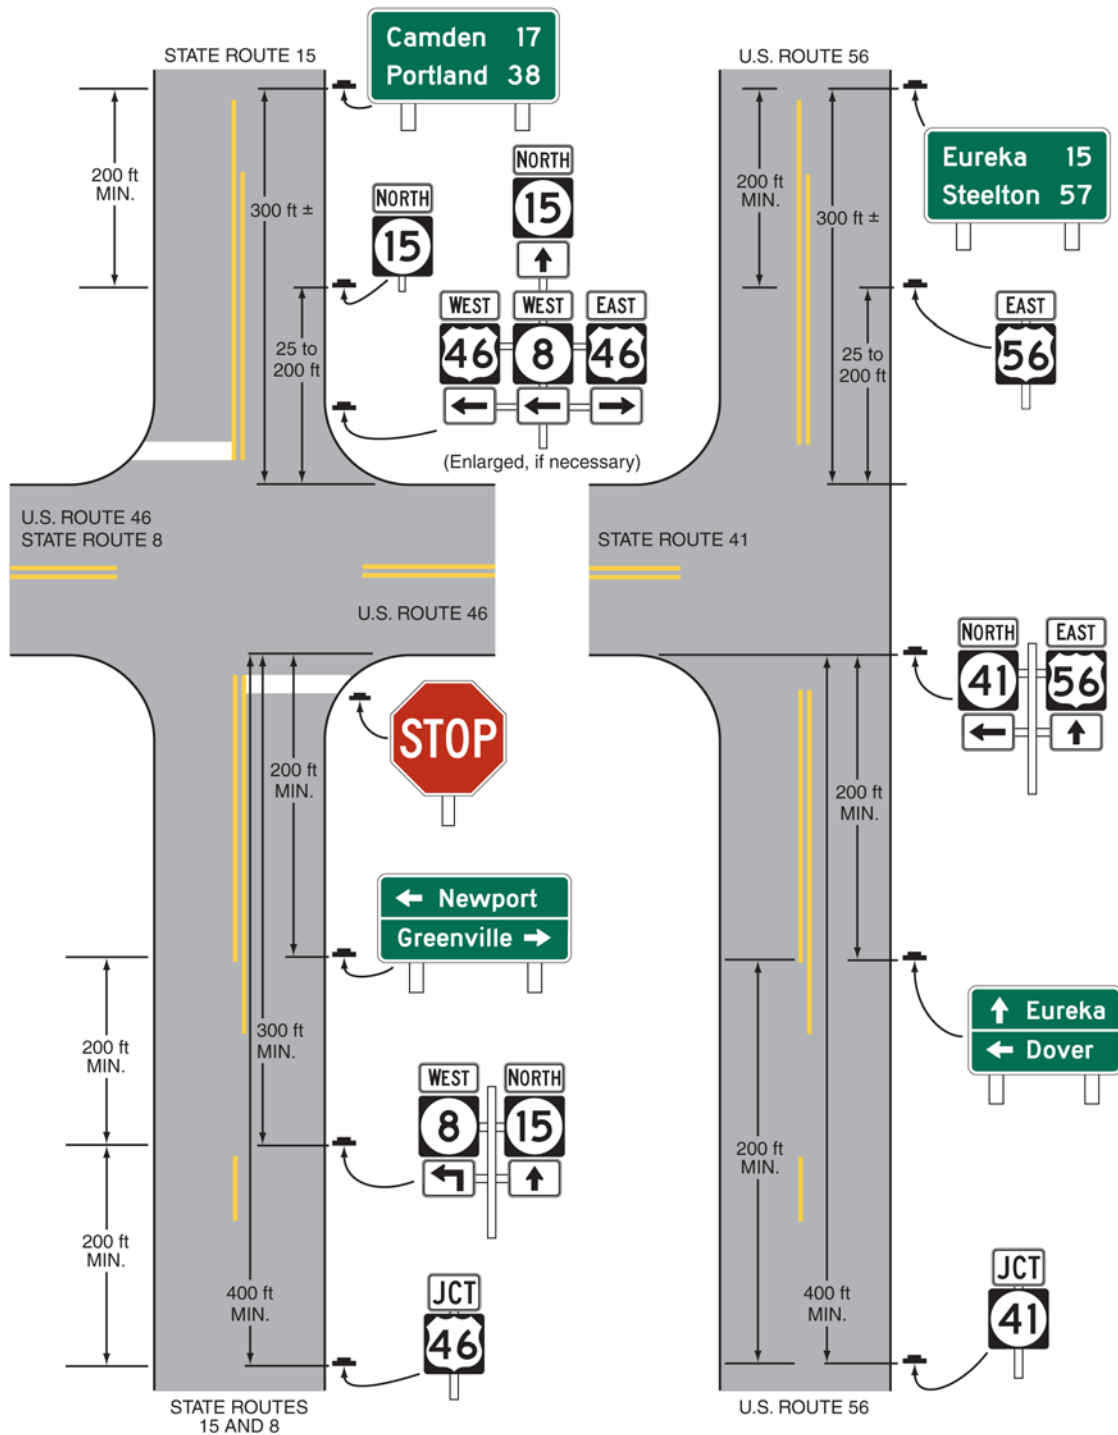 STATE ROUTE 15
Camden 17
Portland 38
200 ft
MIN.
300 ft ±
NORTH
15
NORTH
15
25 to
200 ft
WEST
46
WEST
8
EAST
46
(Enlarged, if necessary)
U.S. ROUTE 46
STATE ROUTE 8
U.S. ROUTE 46
STOP
200 ft
MIN.
Newport
Greenville
300 ft
MIN.
200 ft
MIN.
WEST
8
NORTH
15
200 ft
MIN.
400 ft
MIN.
JCT
46
STATE ROUTES
15 AND 8
U.S. ROUTE 56
200 ft
MIN.
300 ft ±
Eureka 15
Steelton 57
25 to
200 ft
EAST
56
STATE ROUTE 41
NORTH
41
EAST
56
200 ft
MIN.
Eureka
Dover
200 ft
MIN.
400 ft
MIN.
JCT
41
U.S. ROUTE 56